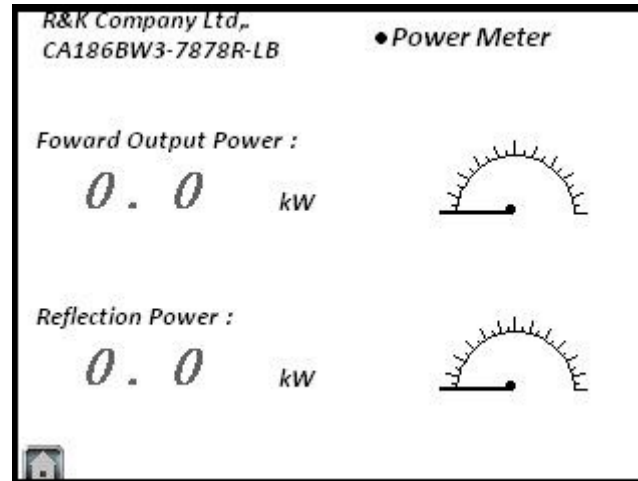 R&K Company Ltd,.
CA186BW3-7878R-LB
●Power Meter
Foward Output Power :
0.0 kW
Reflection Power :
0.0 kW